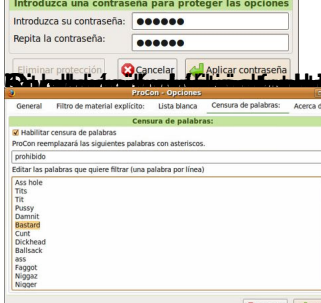 Introduzca una contraseña para proteger las opciones
Introduzca su contraseña: ●●●●●●
Repita la contraseña: ●●●●●●
Eliminar protección Cancelar Aplicar contraseña
ProCon - Opciones
General Filtro de material explícito: Lista blanca Censura de palabras: Acerca d
Censura de palabras:
Habilitar censura de palabras
ProCon reemplazará las siguientes palabras con asteriscos.
prohibido
Editar las palabras que quiere filtrar (una palabra por línea)
Ass hole
Tits
Tit
Pussy
Damnit
Bastard
Cunt
Dickhead
Ballsack
ass
Faggot
Niggaz
Nigger